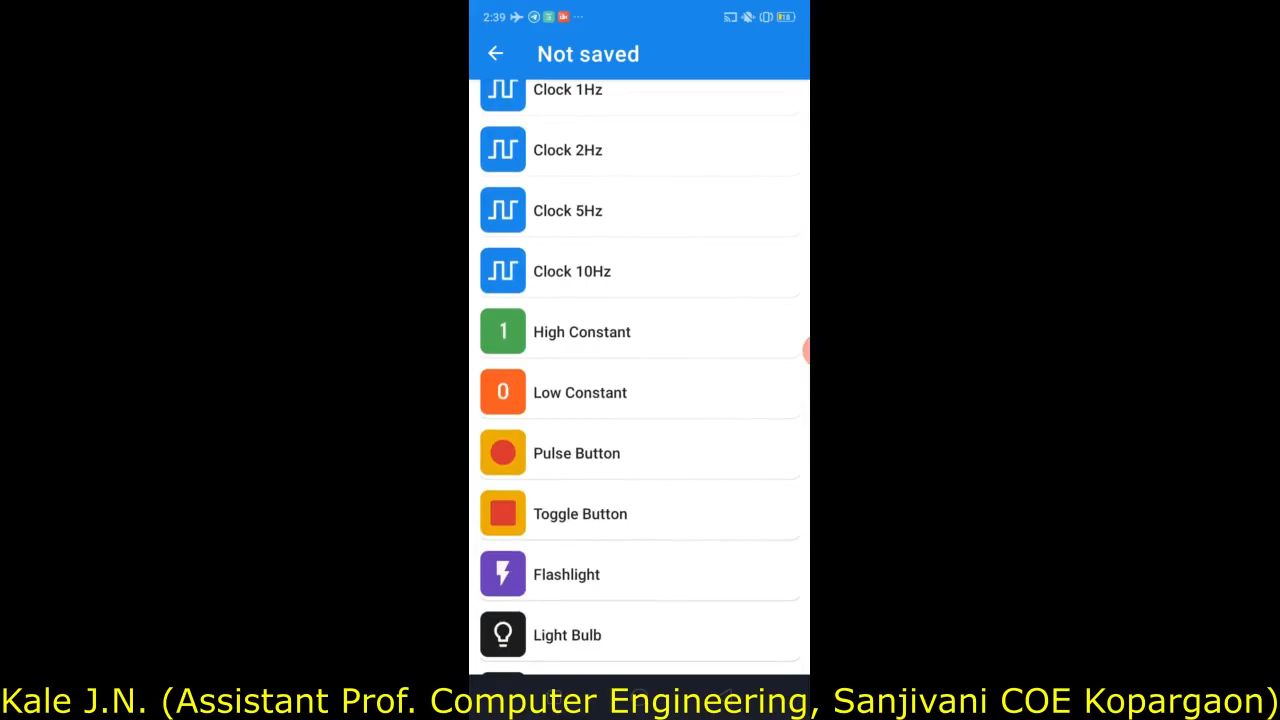 2:39 ... 18
Not saved
Clock 1Hz
Clock 2Hz
Clock 5Hz
Clock 10Hz
1 High Constant
0 Low Constant
Pulse Button
Toggle Button
Flashlight
Light Bulb
Kale J.N. (Assistant Prof. Computer Engineering, Sanjivani COE Kopargaon)